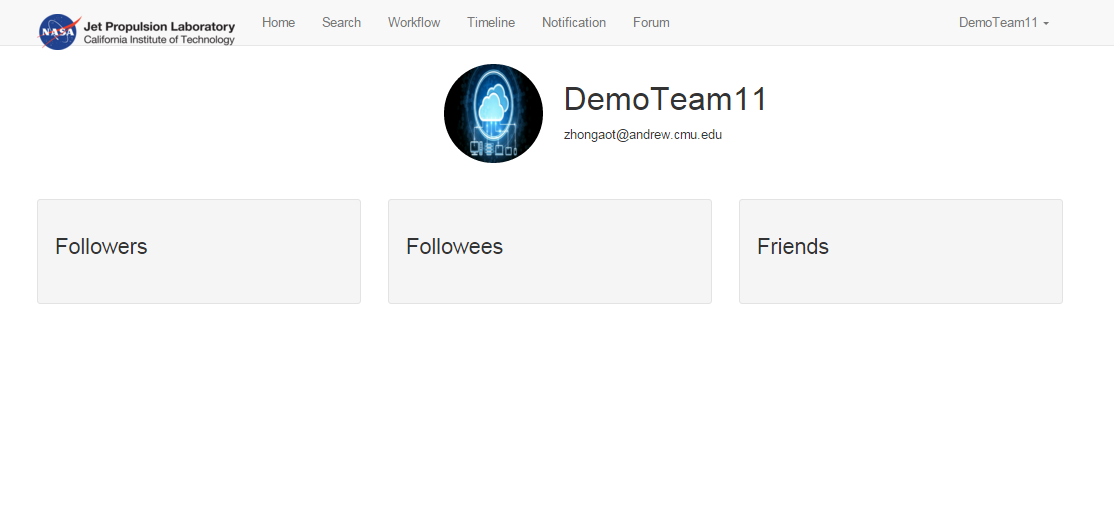 NASA
Jet Propulsion Laboratory
California Institute of Technology
Home Search Workflow Timeline Notification Forum DemoTeam11
DemoTeam11
zhongaot@andrew.cmu.edu
Followers Followees Friends